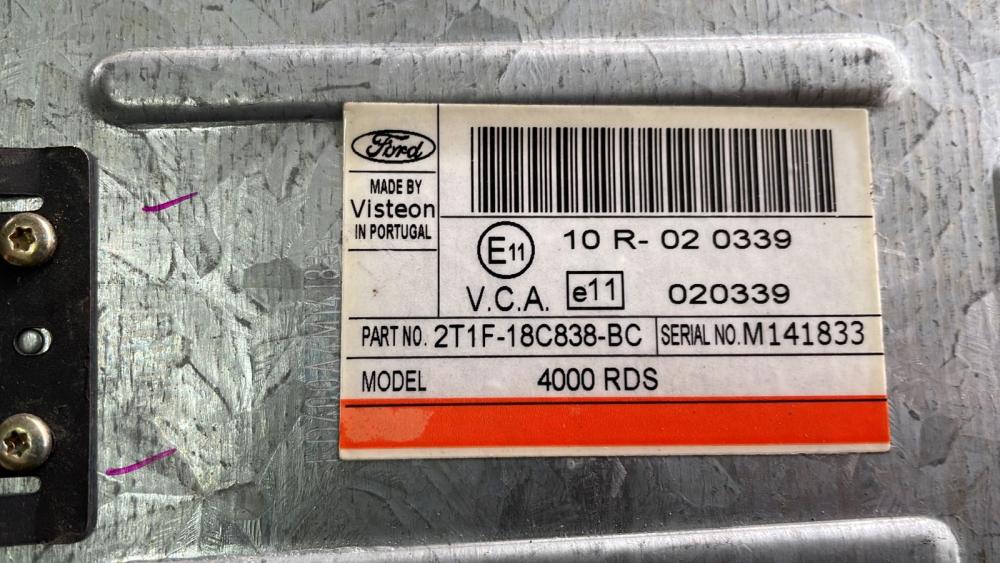 Ford
MADE BY
Visteon
IN PORTUGAL
E11
10 R- 02 0339
V.C.A. e11 020339
PART NO. 2T1F-18C838-BC SERIAL NO. M141833
MODEL 4000 RDS